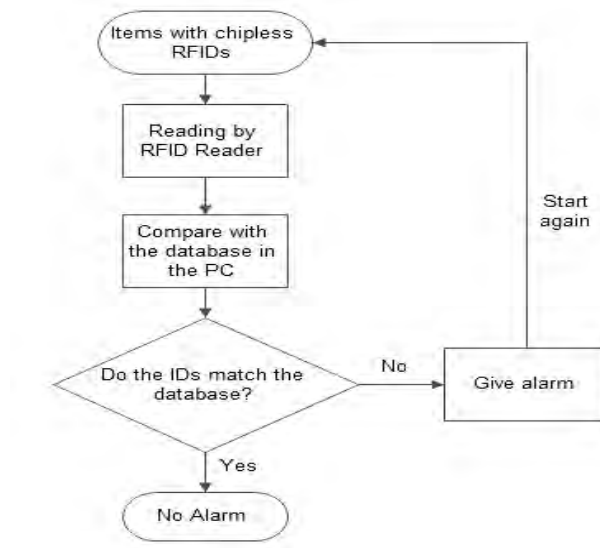 Items with chipless
RFIDs
Reading by
RFID Reader
Compare with
the database in
the PC
Start
again
Do the IDs match the
database?
No
Give alarm
Yes
No Alarm